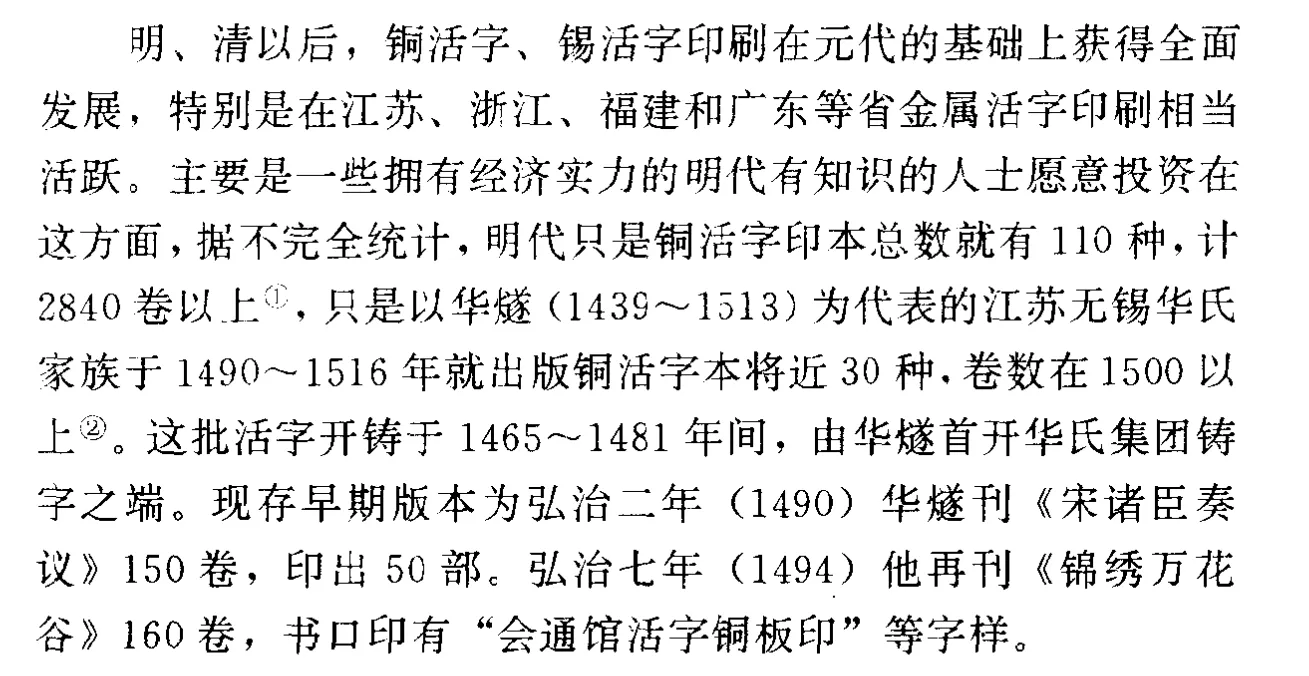 明、清以后，铜活字、锡活字印刷在元代的基础上获得全面
发展，特别是在江苏、浙江、福建和广东等省金属活字印刷相当
活跃。主要是一些拥有经济实力的明代有知识的人士愿意投资在
这方面，据不完全统计，明代只是铜活字印本总数就有 110 种，计
2840 卷以上①，只是以华燧（1439～1513）为代表的江苏无锡华氏
家族于 1490～1516 年就出版铜活字本将近 30 种，卷数在 1500 以
上②。这批活字开铸于 1465～1481 年间，由华燧首开华氏集团铸
字之端。现存早期版本为弘治二年（1490）华燧刊《宋诸臣奏
议》150 卷，印出 50 部。弘治七年（1494）他再刊《锦绣万花
谷》160 卷，书口印有“会通馆活字铜板印”等字样。